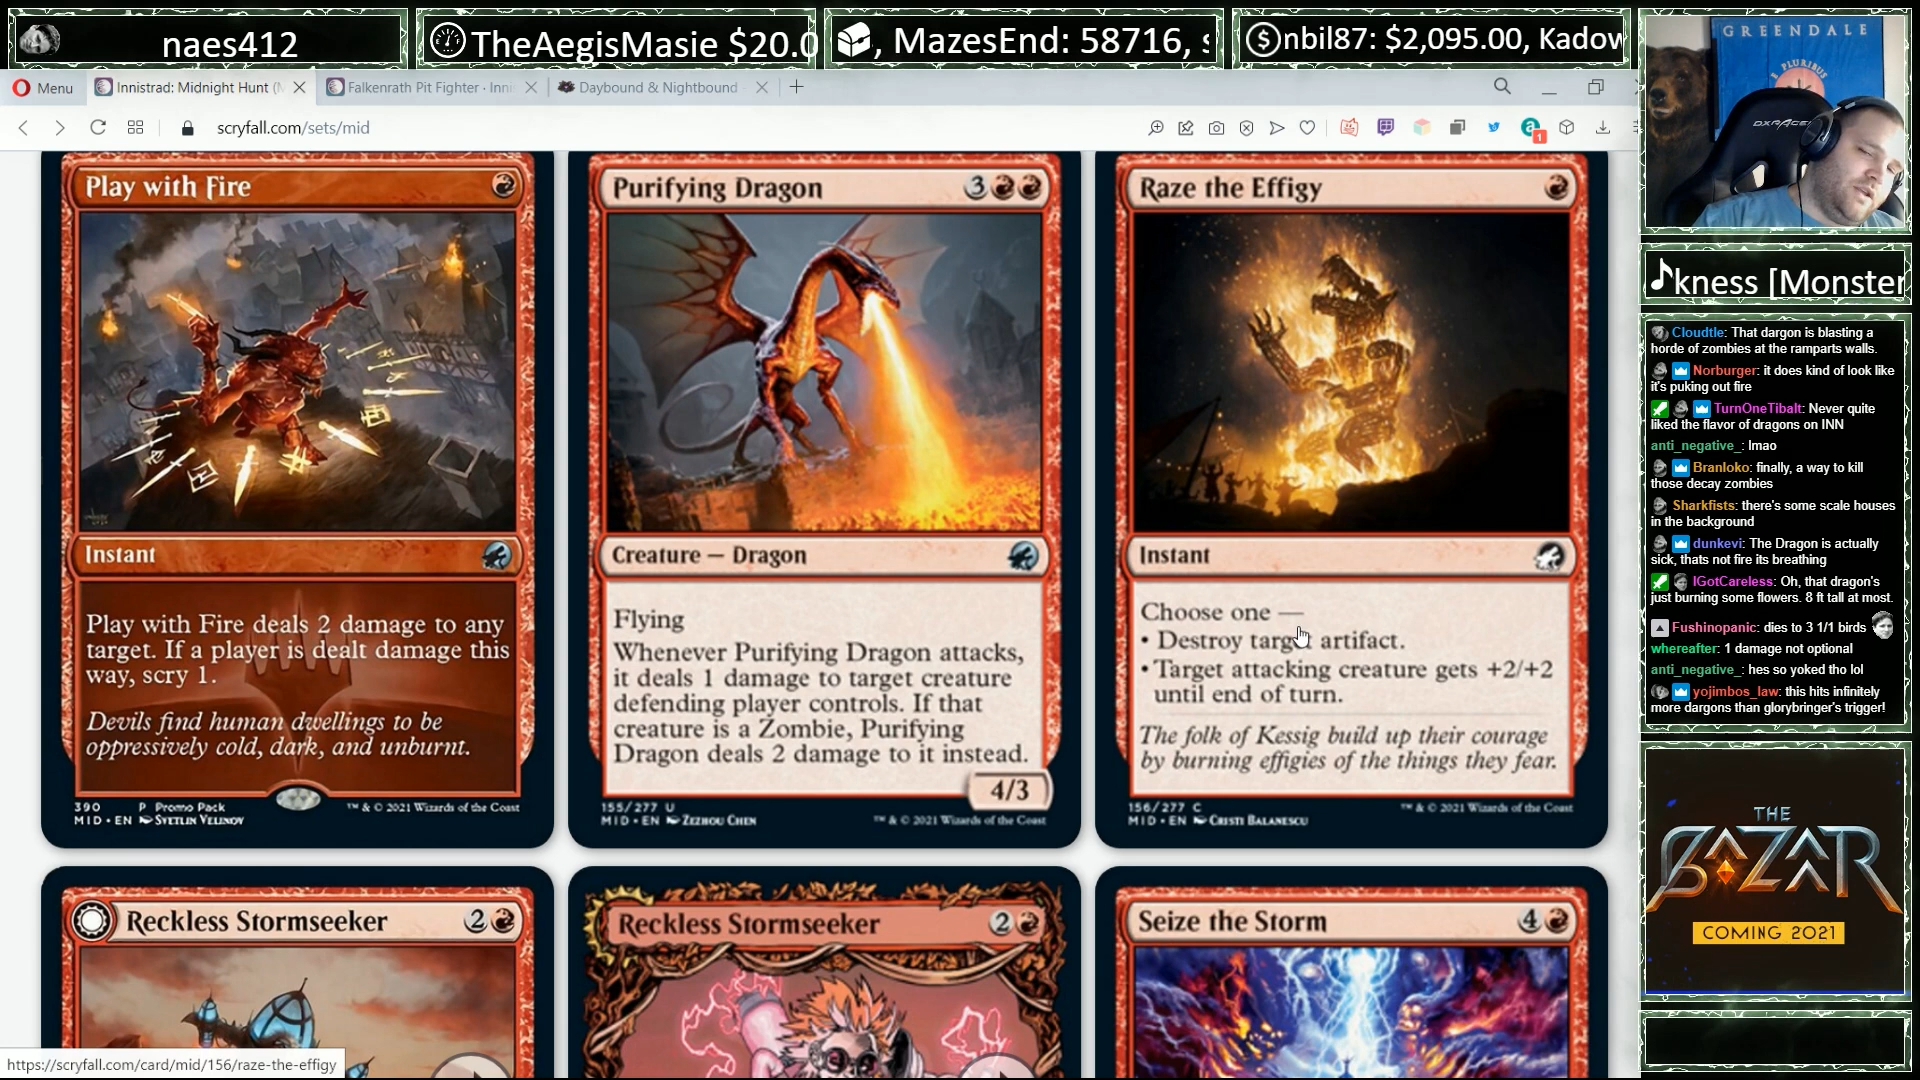 naes412
TheAegisMasie $20.0
, MazesEnd: 58716, s
nbil87: $2,095.00, Kadow
GREENDALE
E PLURIBUS
DXRACER
Menu
Innistrad: Midnight Hunt (M
Falkenrath Pit Fighter · Inni
Daybound & Nightbound
scryfall.com/sets/mid
1
Play with Fire
Instant
Play with Fire deals 2 damage to any
target. If a player is dealt damage this
way, scry 1.
Devils find human dwellings to be
oppressively cold, dark, and unburnt.
390 P Promo Pack
MID • EN Svetlin Velinov
™ & © 2021 Wizards of the Coast
Purifying Dragon 3
Creature — Dragon
Flying
Whenever Purifying Dragon attacks,
it deals 1 damage to target creature
defending player controls. If that
creature is a Zombie, Purifying
Dragon deals 2 damage to it instead.
4/3
155/277 U
MID • EN Zezhou Chen
™ & © 2021 Wizards of the Coast
Raze the Effigy
Instant
Choose one —
• Destroy target artifact.
• Target attacking creature gets +2/+2
until end of turn.
The folk of Kessig build up their courage
by burning effigies of the things they fear.
156/277 C
MID • EN Cristi Balanescu
™ & © 2021 Wizards of the Coast
Reckless Stormseeker 2
Reckless Stormseeker 2
Seize the Storm 4
https://scryfall.com/card/mid/156/raze-the-effigy
kness [Monster
Cloudtle: That dargon is blasting a
horde of zombies at the ramparts walls.
Norburger: it does kind of look like
it's puking out fire
TurnOneTibalt: Never quite
liked the flavor of dragons on INN
anti_negative_: lmao
Branloko: finally, a way to kill
those decay zombies
Sharkfists: there's some scale houses
in the background
dunkevi: The Dragon is actually
sick, thats not fire its breathing
IGotCareless: Oh, that dragon's
just burning some flowers. 8 ft tall at most.
Fushinopanic: dies to 3 1/1 birds
whereafter: 1 damage not optional
anti_negative_: hes so yoked tho lol
yojimbos_law: this hits infinitely
more dargons than glorybringer's trigger!
THE
BAZAAR
COMING 2021